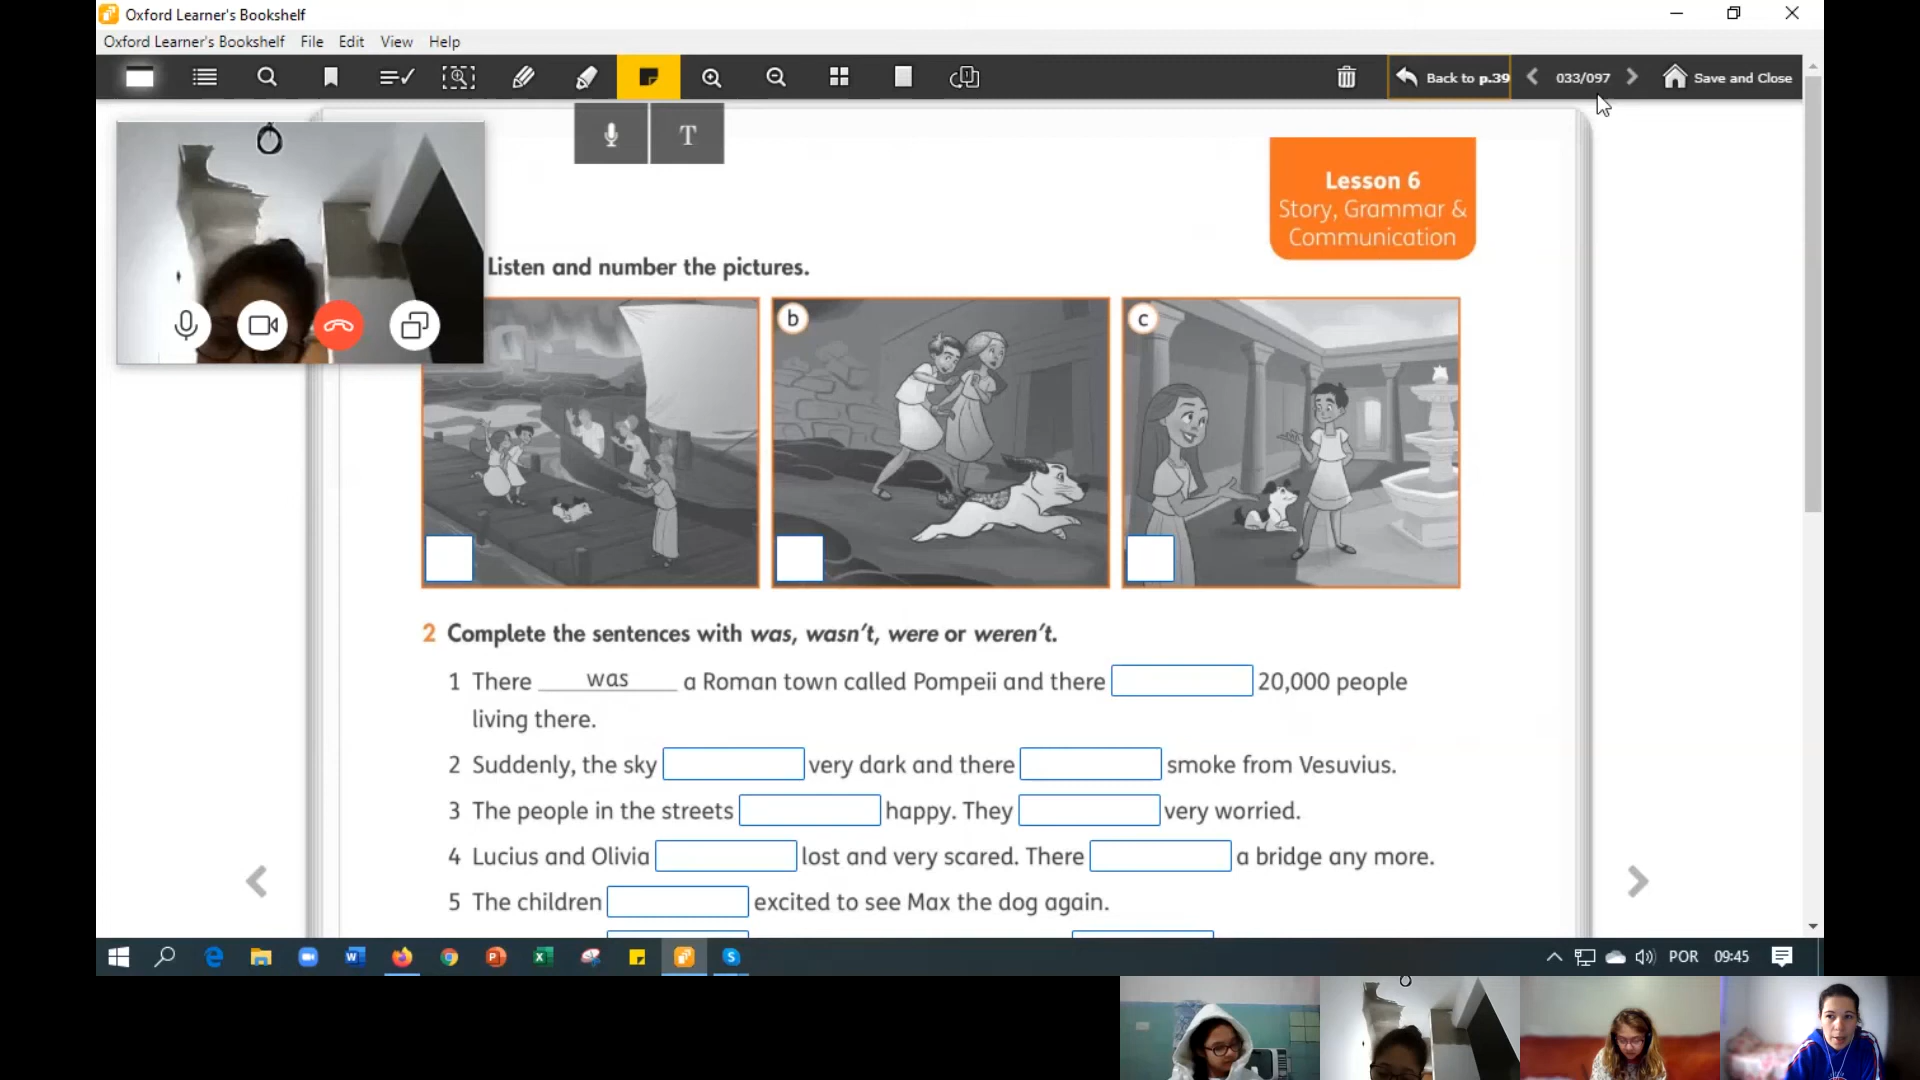 Oxford Learner's Bookshelf
Oxford Learner's Bookshelf File Edit View Help
Back to p.39 033/097 Save and Close
T
Lesson 6
Story, Grammar &
Communication
Listen and number the pictures.
b
c
2 Complete the sentences with was, wasn't, were or weren't.
1 There was a Roman town called Pompeii and there 20,000 people
living there.
2 Suddenly, the sky very dark and there smoke from Vesuvius.
3 The people in the streets happy. They very worried.
4 Lucius and Olivia lost and very scared. There a bridge any more.
5 The children excited to see Max the dog again.
POR 09:45